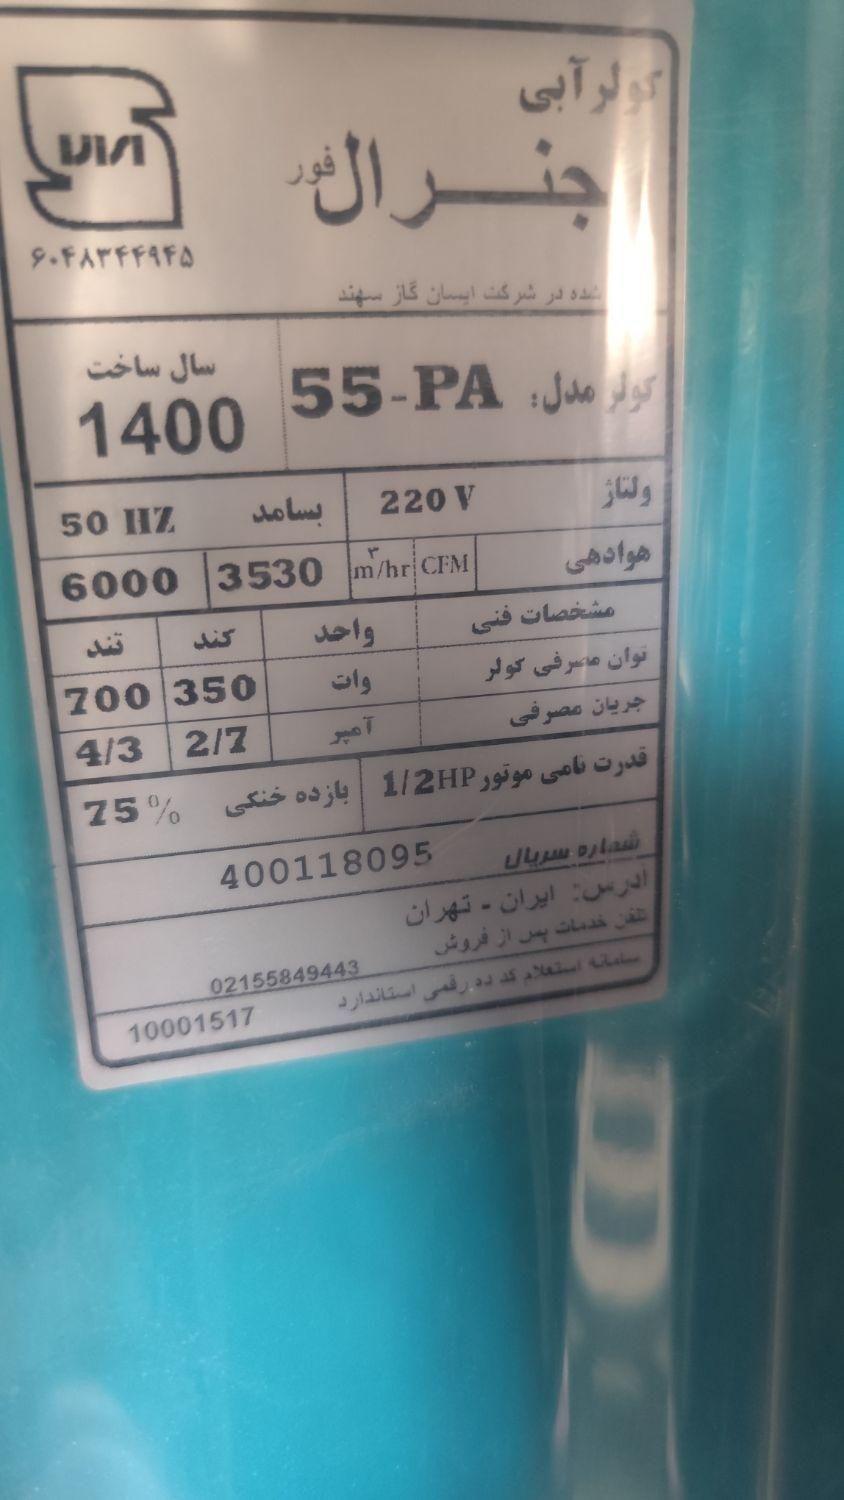 کولر آبی
جنرال فور
ایران
۶۰۴۸۳۴۴۹۴۵
شده در شرکت ایسان گاز سهند
کولر مدل: 55-PA
سال ساخت
1400
ولتاژ 220 V بسامد 50 HZ
هوادهی CFM m³/hr 3530 6000
مشخصات فنی واحد کند تند
توان مصرفی کولر وات 350 700
جریان مصرفی آمپر 2/7 4/3
قدرت نامی موتور 1/2HP بازده خنکی 75%
شماره سریال 400118095
آدرس: ایران - تهران
تلفن خدمات پس از فروش 02155849443
سامانه استعلام کد ده رقمی استاندارد 10001517